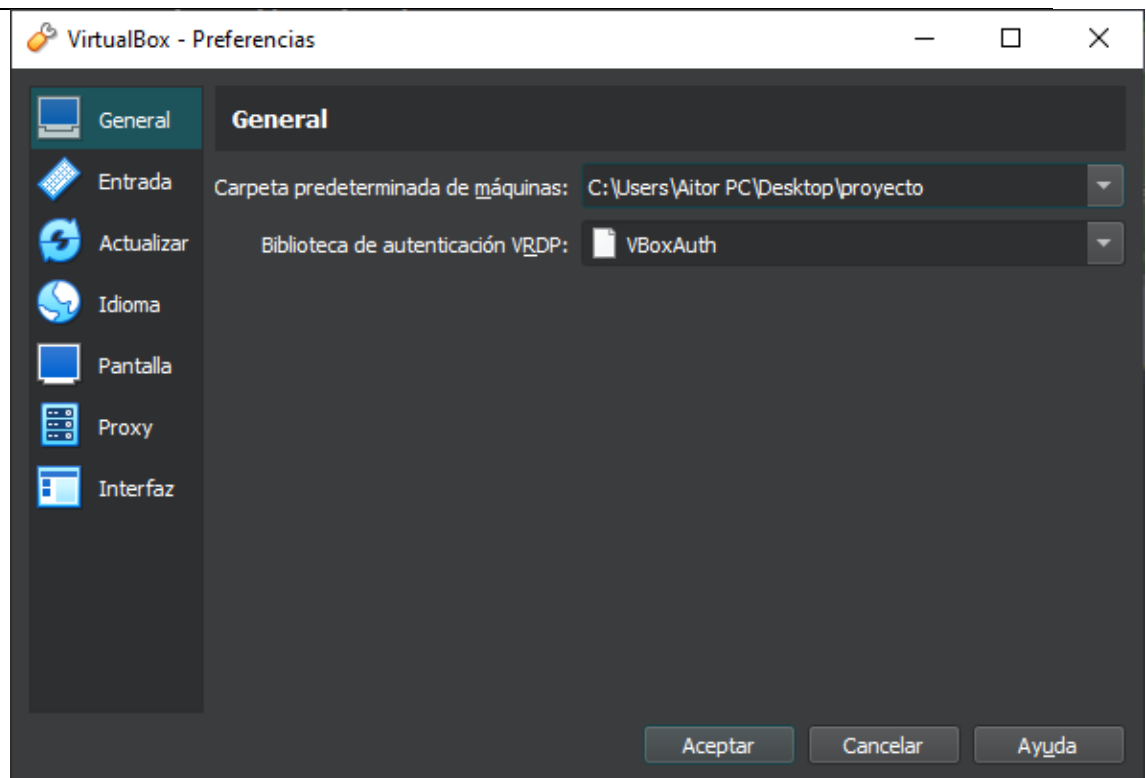 VirtualBox - Preferencias
General
Entrada
Actualizar
Idioma
Pantalla
Proxy
Interfaz
General
Carpeta predeterminada de máquinas: C:\Users\Aitor PC\Desktop\proyecto
Biblioteca de autenticación VRDP: VBoxAuth
Aceptar Cancelar Ayuda